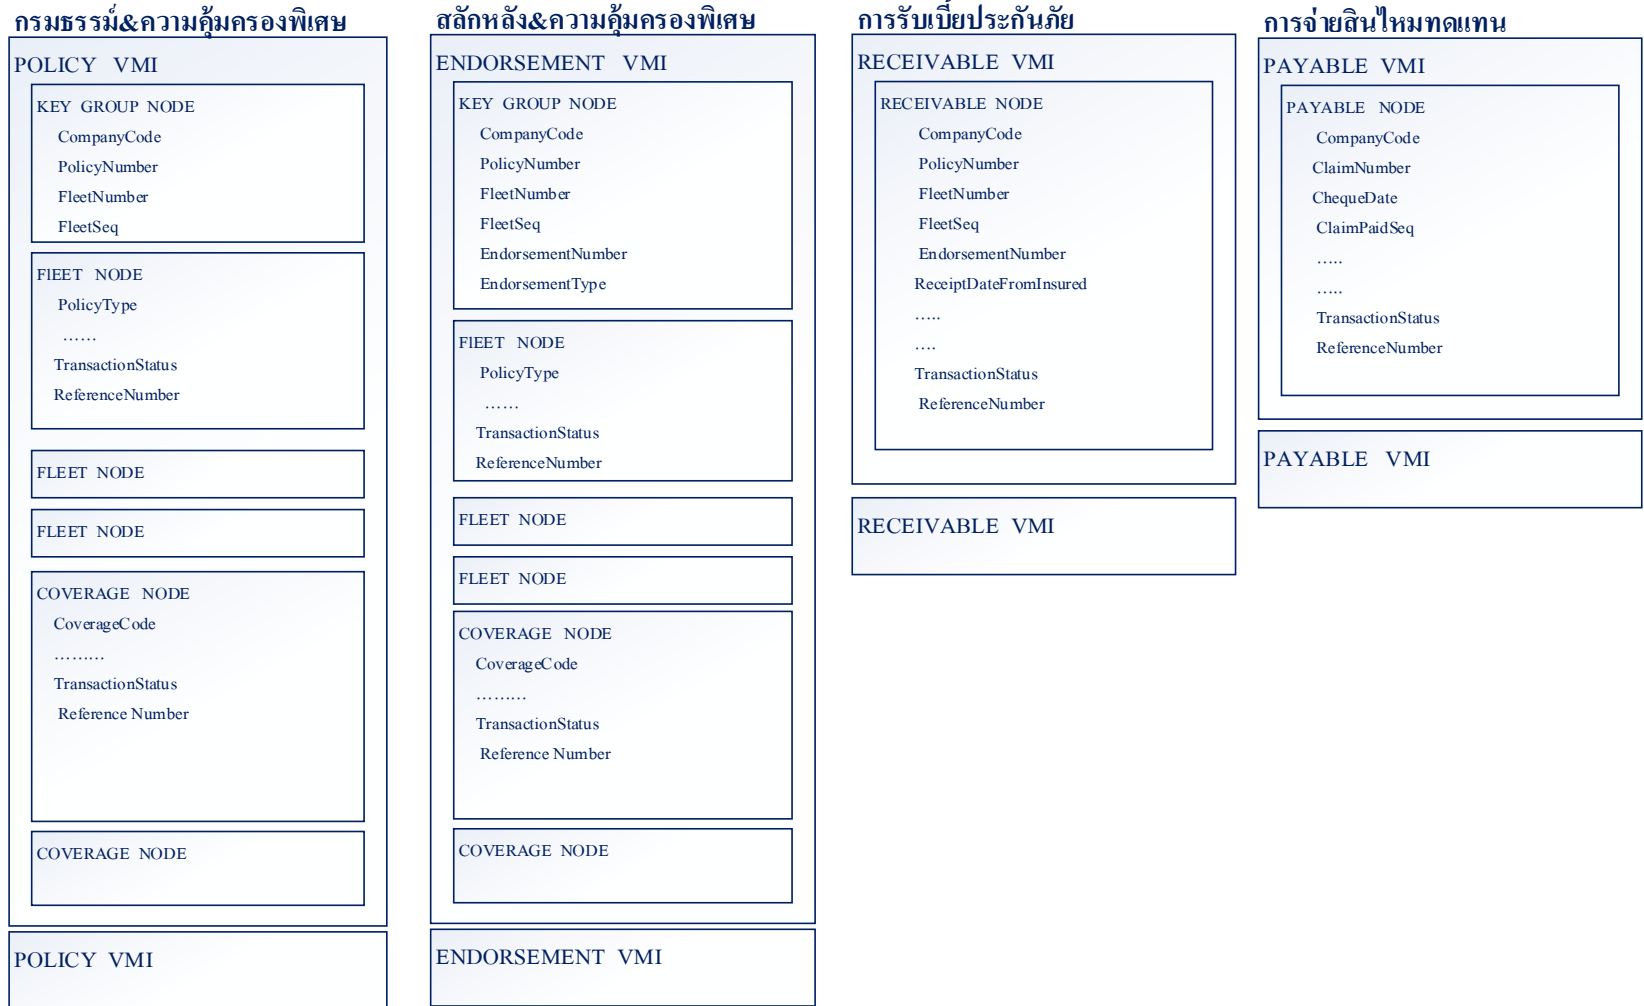 กรมธรรม์&ความคุ้มครองพิเศษ
POLICY VMI
KEY GROUP NODE
CompanyCode
PolicyNumber
FleetNumber
FleetSeq
FlEET NODE
PolicyType
……
TransactionStatus
ReferenceNumber
FLEET NODE
FLEET NODE
COVERAGE NODE
CoverageCode
………
TransactionStatus
Reference Number
COVERAGE NODE
POLICY VMI
สลักหลัง&ความคุ้มครองพิเศษ
ENDORSEMENT VMI
KEY GROUP NODE
CompanyCode
PolicyNumber
FleetNumber
FleetSeq
EndorsementNumber
EndorsementType
FlEET NODE
PolicyType
……
TransactionStatus
ReferenceNumber
FLEET NODE
FLEET NODE
COVERAGE NODE
CoverageCode
………
TransactionStatus
Reference Number
COVERAGE NODE
ENDORSEMENT VMI
การรับเบี้ยประกันภัย
RECEIVABLE VMI
RECEIVABLE NODE
CompanyCode
PolicyNumber
FleetNumber
FleetSeq
EndorsementNumber
ReceiptDateFromInsured
…..
….
TransactionStatus
ReferenceNumber
RECEIVABLE VMI
การจ่ายสินไหมทดแทน
PAYABLE VMI
PAYABLE NODE
CompanyCode
ClaimNumber
ChequeDate
ClaimPaidSeq
…..
…..
TransactionStatus
ReferenceNumber
PAYABLE VMI